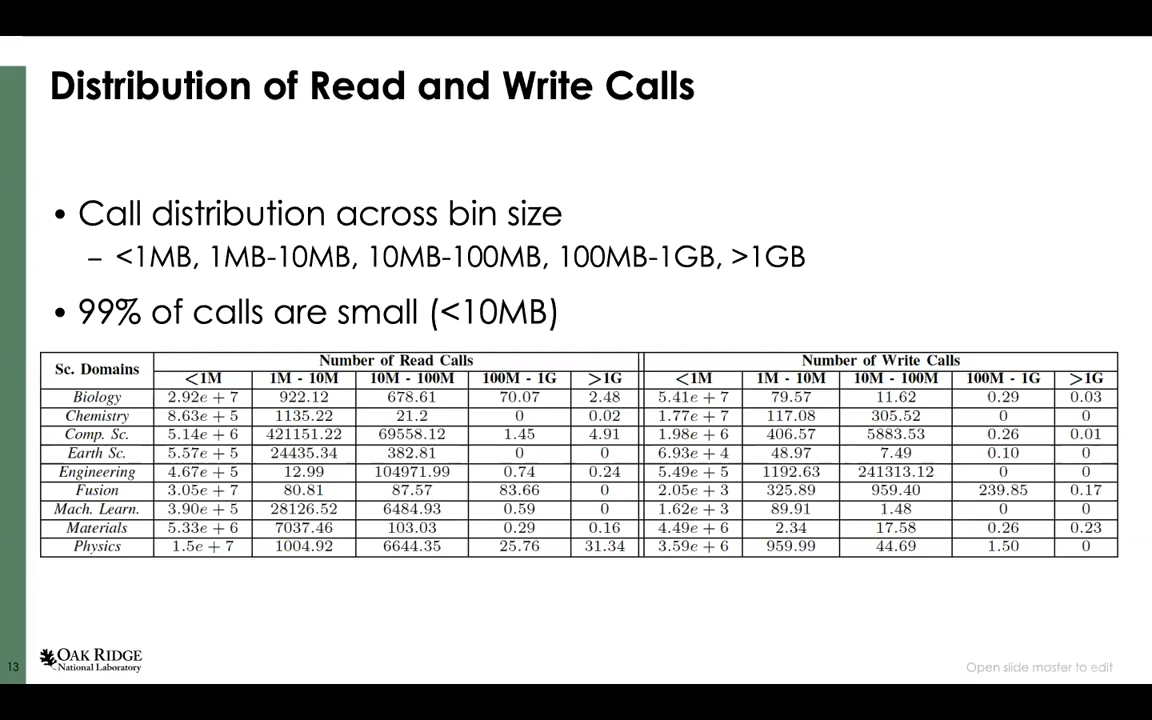 Distribution of Read and Write Calls
• Call distribution across bin size
– <1MB, 1MB-10MB, 10MB-100MB, 100MB-1GB, >1GB
• 99% of calls are small (<10MB)
Sc. Domains Number of Read Calls Number of Write Calls
<1M 1M - 10M 10M - 100M 100M - 1G >1G <1M 1M - 10M 10M - 100M 100M - 1G >1G
Biology 2.92e + 7 922.12 678.61 70.07 2.48 5.41e + 7 79.57 11.62 0.29 0.03
Chemistry 8.63e + 5 1135.22 21.2 0 0.02 1.77e + 7 117.08 305.52 0 0
Comp. Sc. 5.14e + 6 421151.22 69558.12 1.45 4.91 1.98e + 6 406.57 5883.53 0.26 0.01
Earth Sc. 5.57e + 5 24435.34 382.81 0 0 6.93e + 4 48.97 7.49 0.10 0
Engineering 4.67e + 5 12.99 104971.99 0.74 0.24 5.49e + 5 1192.63 241313.12 0 0
Fusion 3.05e + 7 80.81 87.57 83.66 0 2.05e + 3 325.89 959.40 239.85 0.17
Mach. Learn. 3.90e + 5 28126.52 6484.93 0.59 0 1.62e + 3 89.91 1.48 0 0
Materials 5.33e + 6 7037.46 103.03 0.29 0.16 4.49e + 6 2.34 17.58 0.26 0.23
Physics 1.5e + 7 1004.92 6644.35 25.76 31.34 3.59e + 6 959.99 44.69 1.50 0
13
OAK RIDGE
National Laboratory
Open slide master to edit